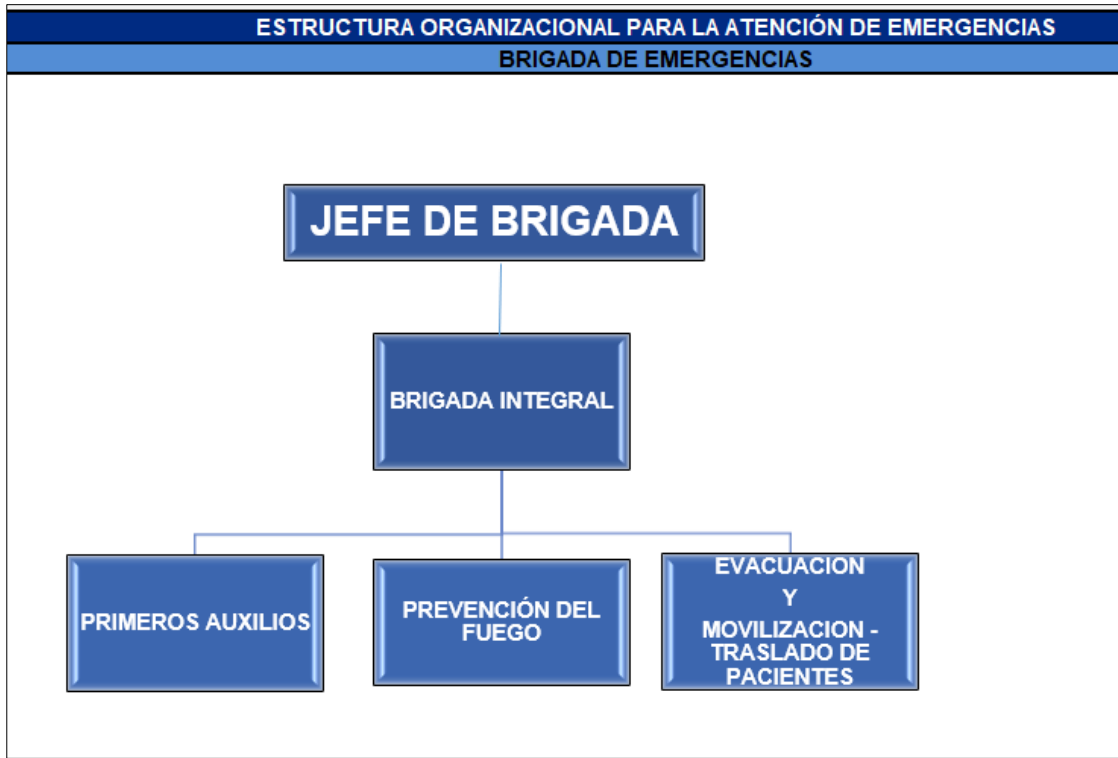 ESTRUCTURA ORGANIZACIONAL PARA LA ATENCIÓN DE EMERGENCIAS
BRIGADA DE EMERGENCIAS
JEFE DE BRIGADA
BRIGADA INTEGRAL
PRIMEROS AUXILIOS
PREVENCIÓN DEL
FUEGO
EVACUACION
Y
MOVILIZACION -
TRASLADO DE
PACIENTES